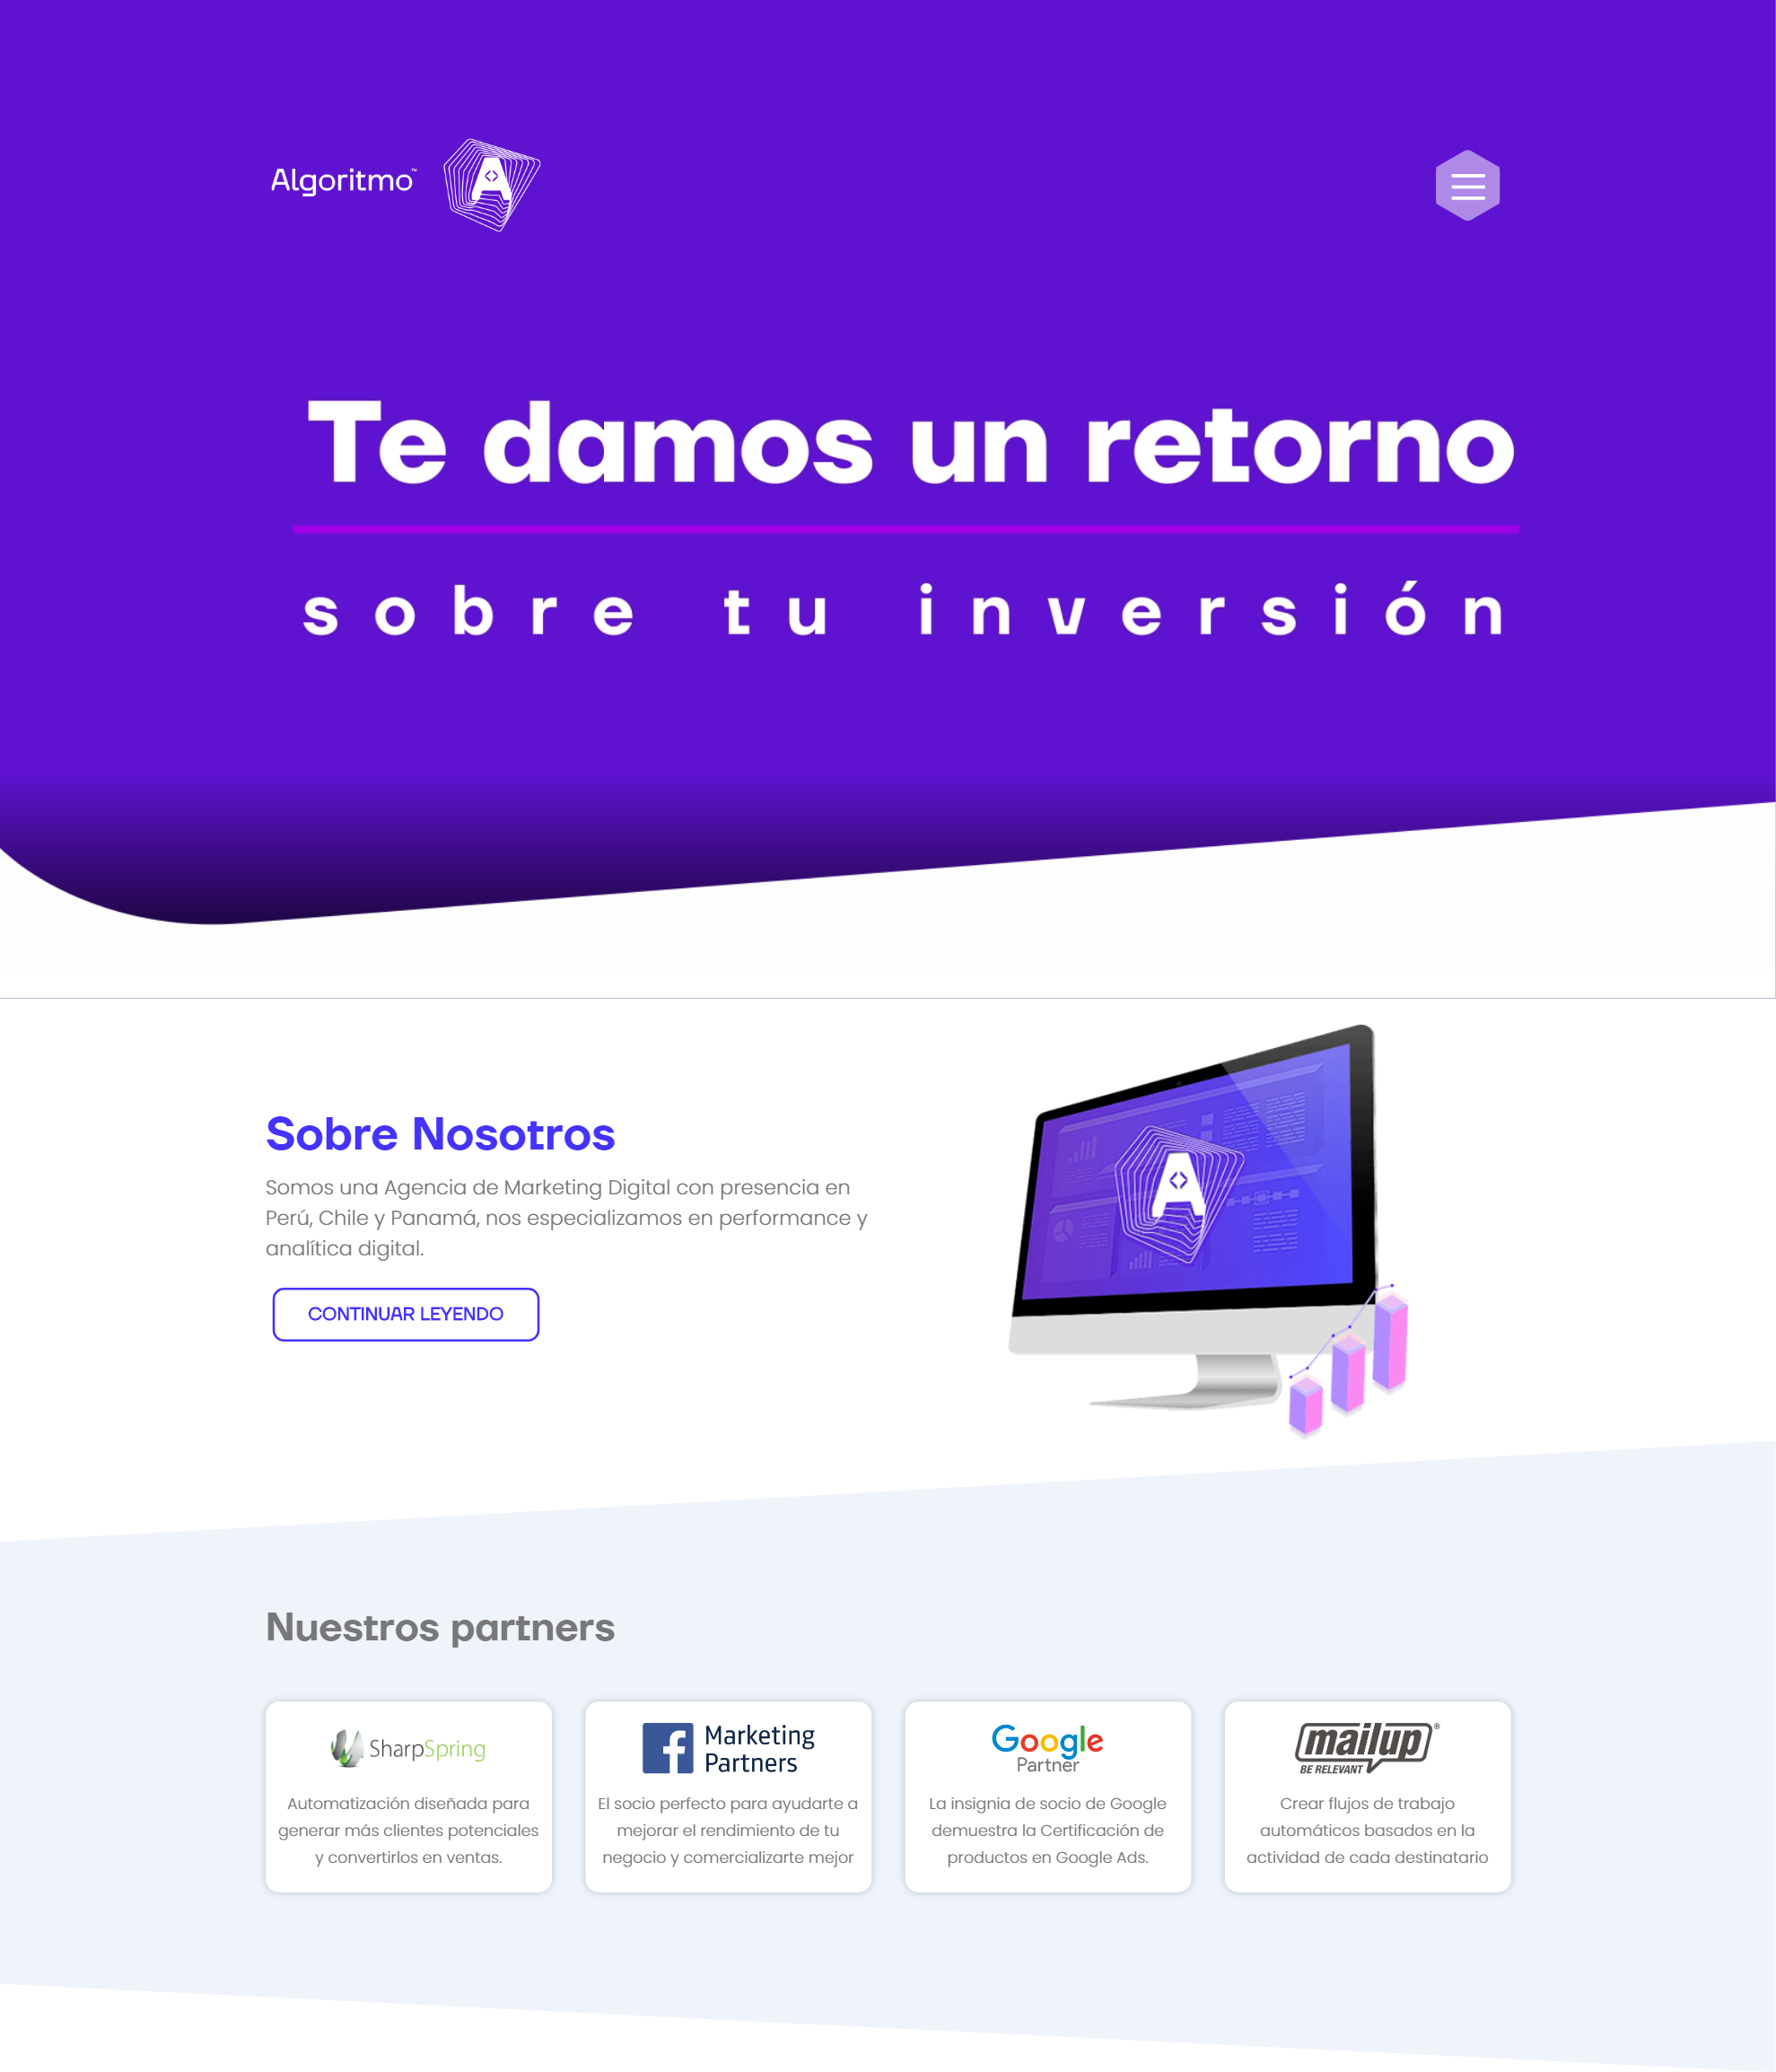 Algoritmo™
A
Te damos un retorno
sobre tu inversión
Sobre Nosotros
Somos una Agencia de Marketing Digital con presencia en
Perú, Chile y Panamá, nos especializamos en performance y
analítica digital.
CONTINUAR LEYENDO
A
Nuestros partners
SharpSpring
Automatización diseñada para
generar más clientes potenciales
y convertirlos en ventas.
f Marketing
Partners
El socio perfecto para ayudarte a
mejorar el rendimiento de tu
negocio y comercializarte mejor
Google
Partner
La insignia de socio de Google
demuestra la Certificación de
productos en Google Ads.
mailup®
BE RELEVANT
Crear flujos de trabajo
automáticos basados en la
actividad de cada destinatario